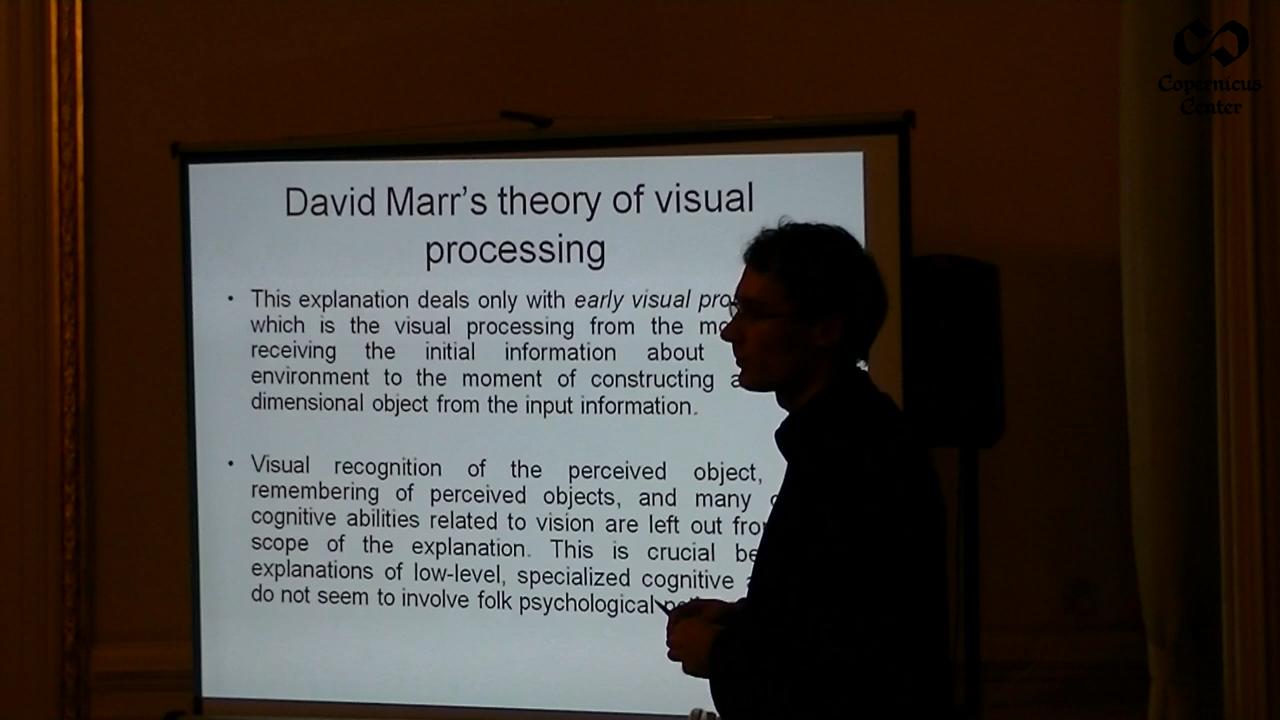 Copernicus
Center
David Marr's theory of visual
processing
• This explanation deals only with early visual
which is the visual processing from the
receiving the initial information about
environment to the moment of constructing
dimensional object from the input information.
• Visual recognition of the perceived object,
remembering of perceived objects, and many
cognitive abilities related to vision are left out
scope of the explanation. This is crucial
explanations of low-level, specialized cognitive
do not seem to involve folk psychological